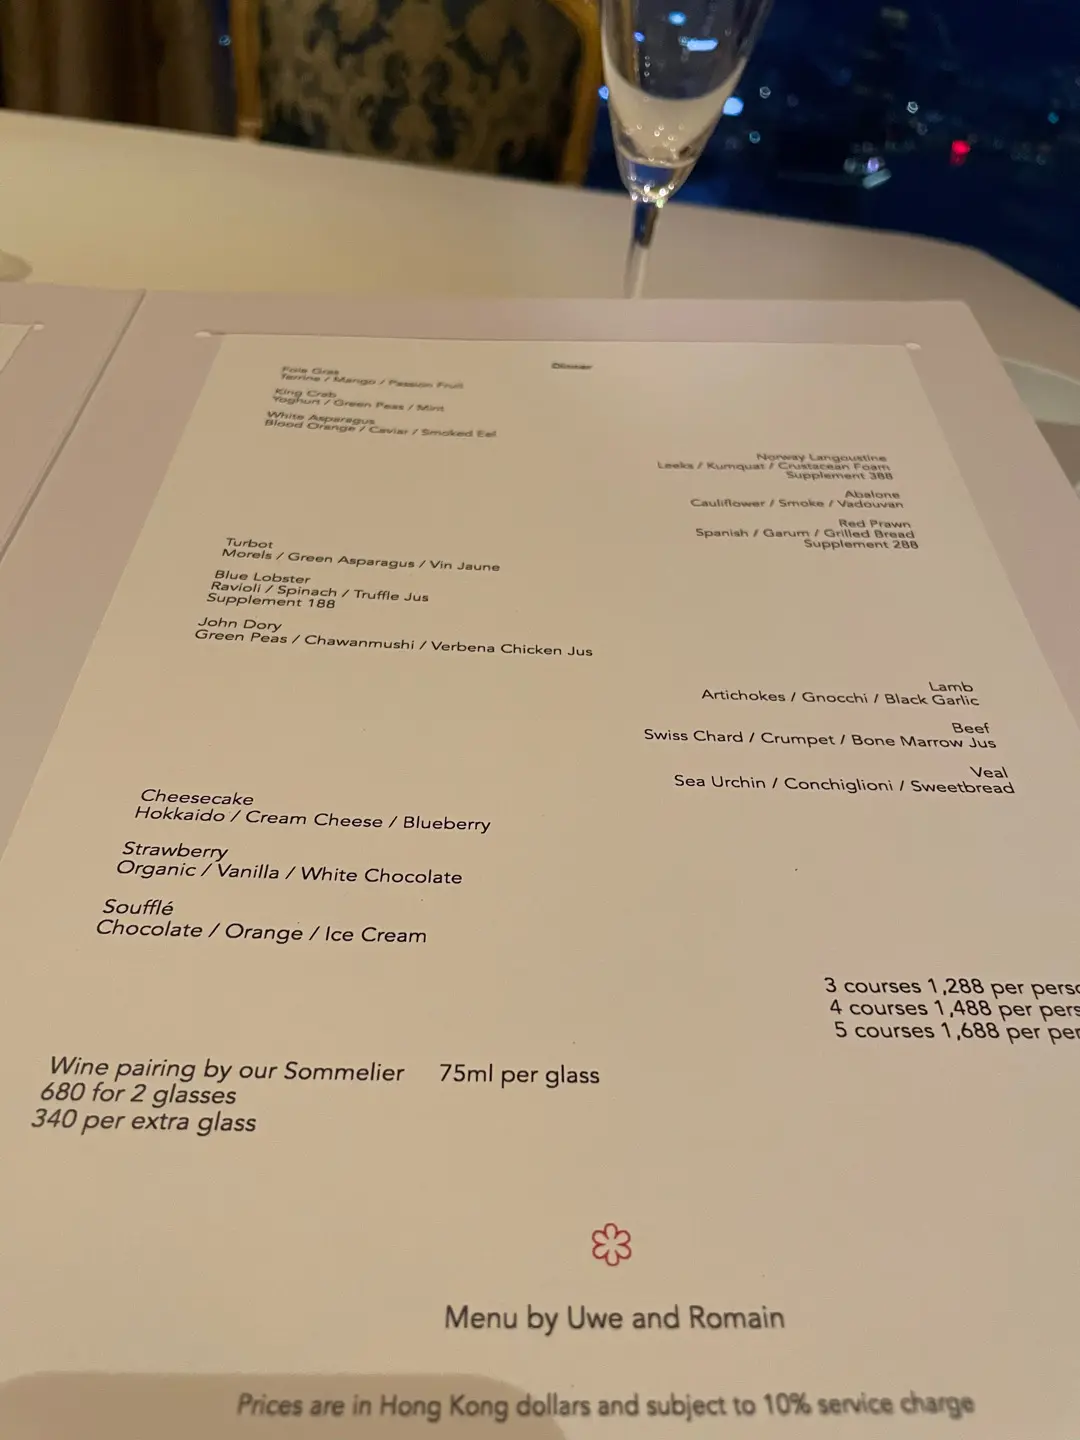 Dinner
Foie Gras
Terrine / Mango / Passion Fruit
King Crab
Yoghurt / Green Peas / Mint
White Asparagus
Blood Orange / Caviar / Smoked Eel
Norway Langoustine
Leeks / Kumquat / Crustacean Foam
Supplement 388
Abalone
Cauliflower / Smoke / Vadouvan
Red Prawn
Spanish / Garum / Grilled Bread
Supplement 288
Turbot
Morels / Green Asparagus / Vin Jaune
Blue Lobster
Ravioli / Spinach / Truffle Jus
Supplement 188
John Dory
Green Peas / Chawanmushi / Verbena Chicken Jus
Lamb
Artichokes / Gnocchi / Black Garlic
Beef
Swiss Chard / Crumpet / Bone Marrow Jus
Veal
Sea Urchin / Conchiglioni / Sweetbread
Cheesecake
Hokkaido / Cream Cheese / Blueberry
Strawberry
Organic / Vanilla / White Chocolate
Soufflé
Chocolate / Orange / Ice Cream
3 courses 1,288 per perso
4 courses 1,488 per pers
5 courses 1,688 per per
Wine pairing by our Sommelier 75ml per glass
680 for 2 glasses
340 per extra glass
Menu by Uwe and Romain
Prices are in Hong Kong dollars and subject to 10% service charge